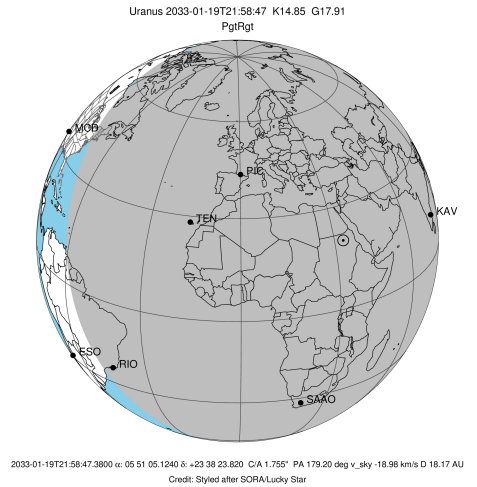 Uranus 2033-01-19T21:58:47 K14.85 G17.91
PgtRgt
MCD
PIC
KAV
TEN
ESO
RIO
SAAO
2033-01-19T21:58:47.3800 α: 05 51 05.1240 δ: +23 38 23.820 C/A 1.755" PA 179.20 deg v_sky -18.98 km/s D 18.17 AU
Credit: Styled after SORA/Lucky Star